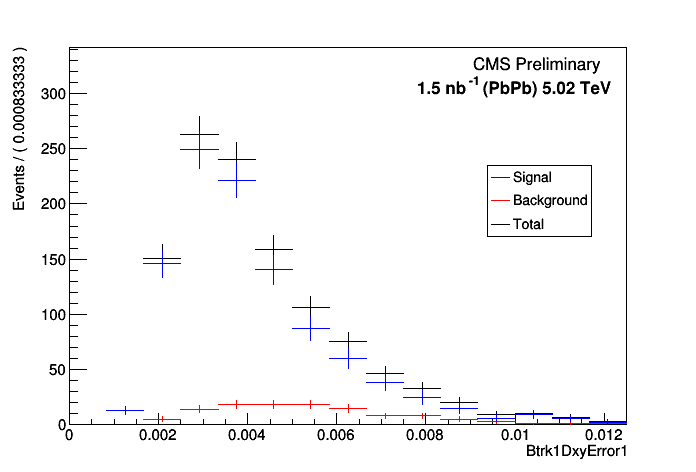 CMS Preliminary
1.5 nb-1 (PbPb) 5.02 TeV
Events / ( 0.000833333 )
300
250
200
150
100
50
0
Signal
Background
Total
0 0.002 0.004 0.006 0.008 0.01 0.012
Btrk1DxyError1